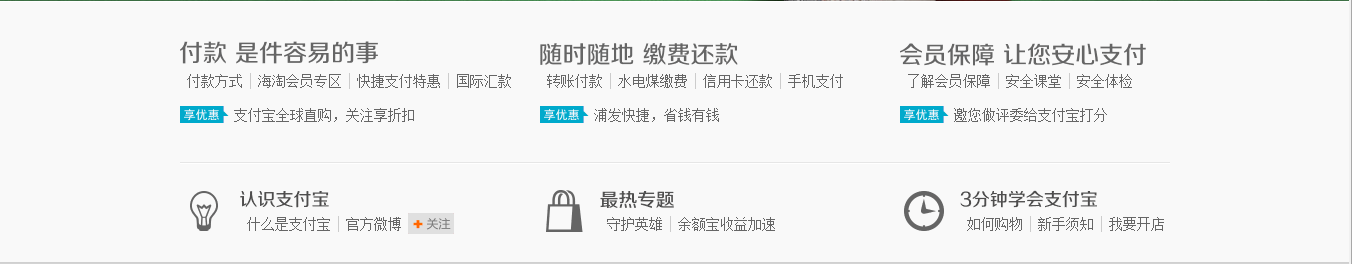 付款 是件容易的事
付款方式 海淘会员专区 快捷支付特惠 国际汇款
享优惠 支付宝全球直购，关注享折扣
随时随地 缴费还款
转账付款 水电煤缴费 信用卡还款 手机支付
享优惠 浦发快捷，省钱有钱
会员保障 让您安心支付
了解会员保障 安全课堂 安全体检
享优惠 邀您做评委给支付宝打分
认识支付宝
什么是支付宝 官方微博 +关注
最热专题
守护英雄 余额宝收益加速
3分钟学会支付宝
如何购物 新手须知 我要开店